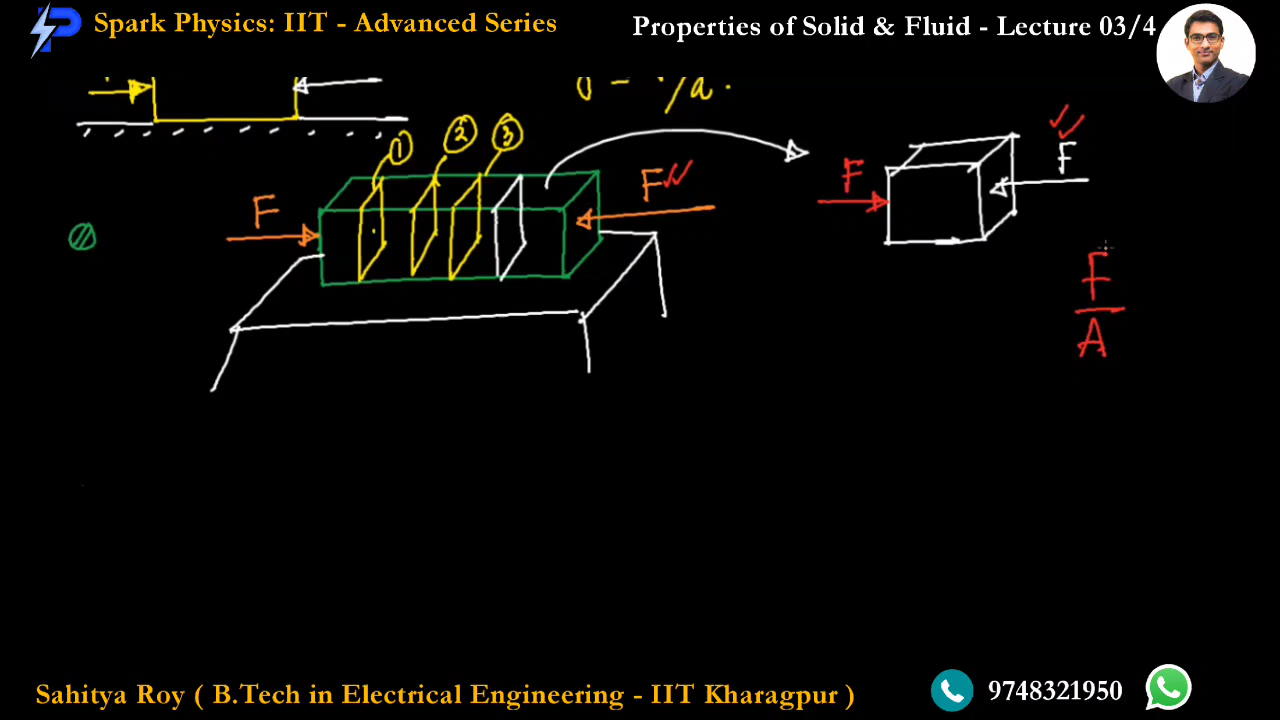 Spark Physics: IIT - Advanced Series
Properties of Solid & Fluid - Lecture 03/4
① ② ③
F
F
F
F
F
A
Sahitya Roy ( B.Tech in Electrical Engineering - IIT Kharagpur )
9748321950